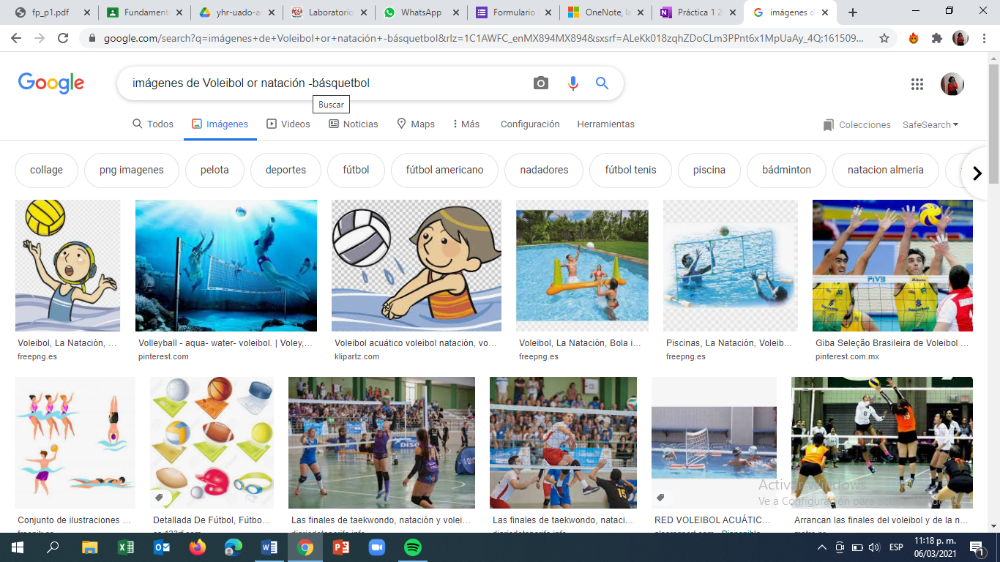 fp_p1.pdf
Fundament
yhr-uado-a
Laboratorio
WhatsApp
Formulario
OneNote, la
Práctica 1 2
imágenes d
google.com/search?q=imágenes+de+Voleibol+or+natación+-básquetbol&rlz=1C1AWFC_enMX894MX894&sxsrf=ALeKk018zqhZDoCLm3PPnt6x1MpUaAy_4Q:161509...
Google
imágenes de Voleibol or natación -básquetbol
Buscar
Todos Imágenes Videos Noticias Maps Más Configuración Herramientas Colecciones SafeSearch
collage png imagenes pelota deportes fútbol fútbol americano nadadores fútbol tenis piscina bádminton natacion almeria
FIVB
Voleibol, La Natación, ...
freepng.es
Volleyball - aqua- water- voleibol. | Voley,...
pinterest.com
Voleibol acuático voleibol natación, vo...
klipartz.com
Voleibol, La Natación, Bola i...
freepng.es
Piscinas, La Natación, Voleib...
freepng.es
Giba Seleção Brasileira de Voleibol ...
pinterest.com.mx
15
Conjunto de ilustraciones ...
Detallada De Fútbol, Fútbo...
Las finales de taekwondo, natación y volei...
Las finales de taekwondo, nataci...
RED VOLEIBOL ACUÁTIC...
Arrancan las finales del voleibol y de la n...
Activar Windows
Ve a Configuración para activar Windows.
ESP
11:18 p. m.
06/03/2021
1